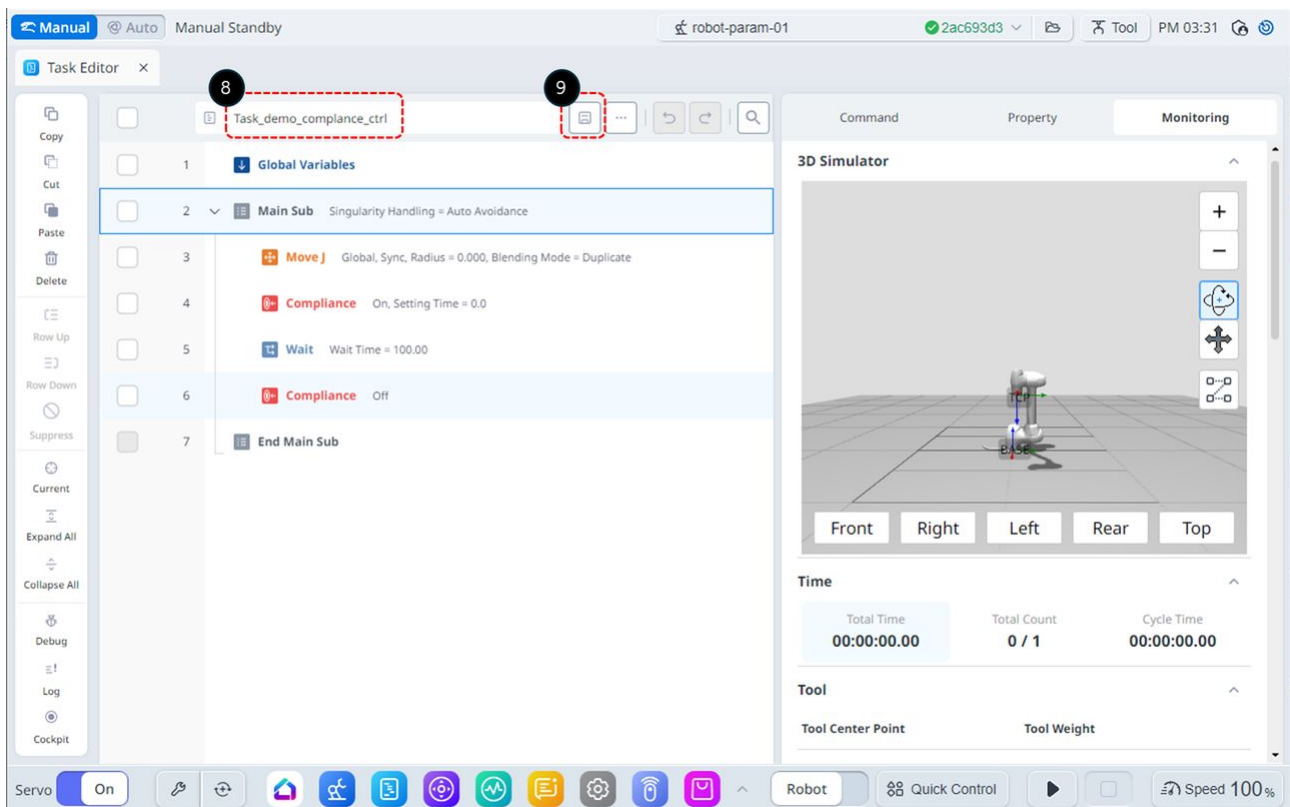 Manual Auto Manual Standby robot-param-01 2ac693d3 Tool PM 03:31
Task Editor ×
8 9
Task_demo_complance_ctrl ...
Copy
Cut
Paste
Delete
Row Up
Row Down
Suppress
Current
Expand All
Collapse All
Debug
Log
Cockpit
1 Global Variables
2 Main Sub Singularity Handling = Auto Avoidance
3 Move J Global, Sync, Radius = 0.000, Blending Mode = Duplicate
4 Compliance On, Setting Time = 0.0
5 Wait Wait Time = 100.00
6 Compliance Off
7 End Main Sub
Command Property Monitoring
3D Simulator
+
−
TCP
BASE
Front Right Left Rear Top
Time
Total Time Total Count Cycle Time
00:00:00.00 0 / 1 00:00:00.00
Tool
Tool Center Point Tool Weight
Servo On Robot Quick Control Speed 100 %